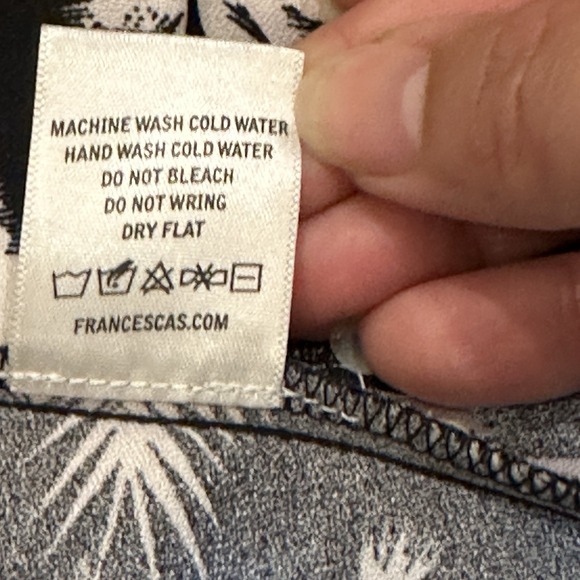 MACHINE WASH COLD WATER
HAND WASH COLD WATER
DO NOT BLEACH
DO NOT WRING
DRY FLAT
FRANCESCAS.COM